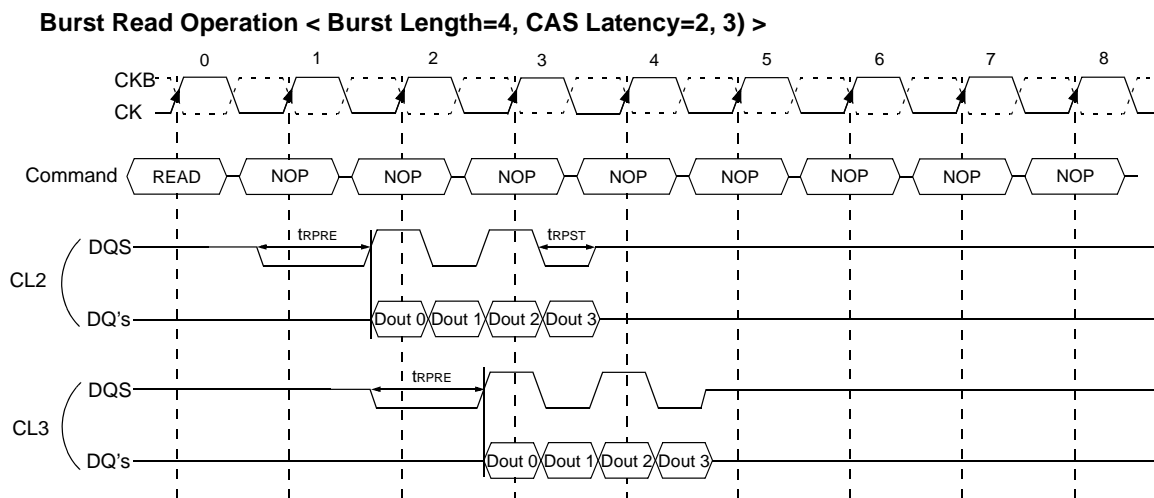 Burst Read Operation < Burst Length=4, CAS Latency=2, 3) >
0 1 2 3 4 5 6 7 8
CKB
CK
Command READ NOP NOP NOP NOP NOP NOP NOP NOP
DQS tRPRE tRPST
CL2
DQ's Dout 0 Dout 1 Dout 2 Dout 3
DQS tRPRE
CL3
DQ's Dout 0 Dout 1 Dout 2 Dout 3